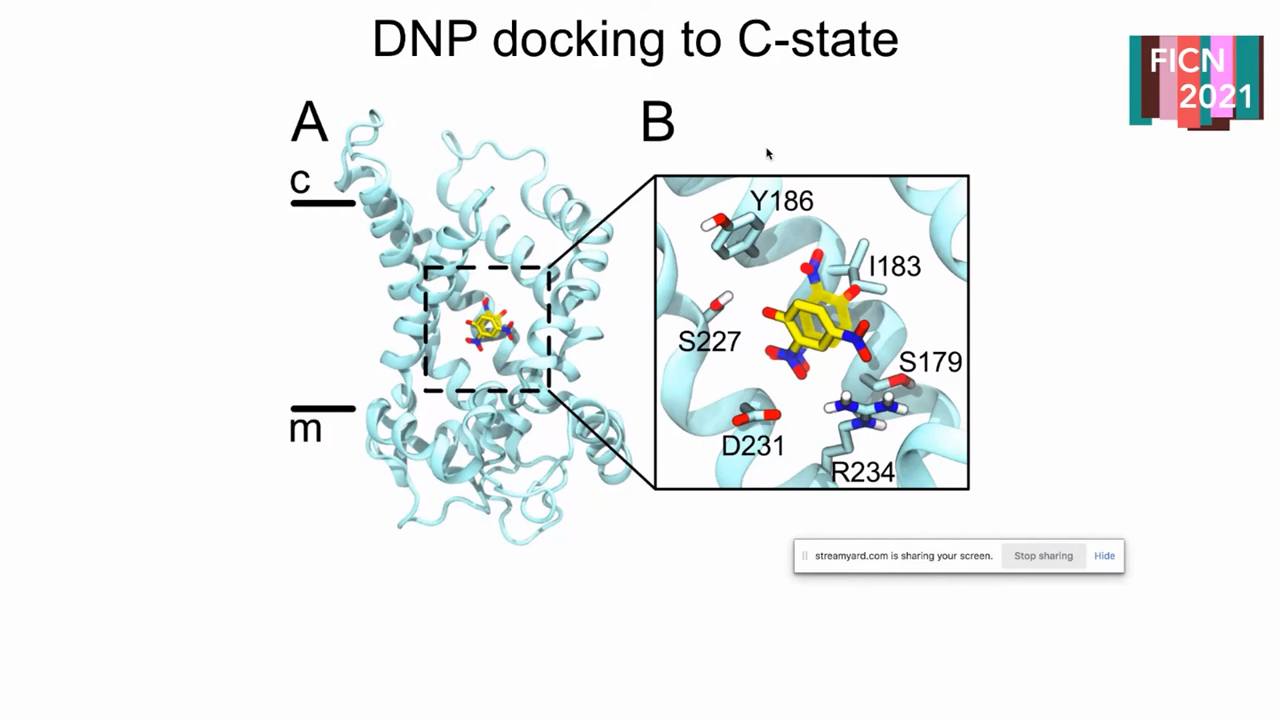 DNP docking to C-state
FICN
2021
A
B
c
m
Y186
I183
S227
S179
D231
R234
streamyard.com is sharing your screen.
Stop sharing
Hide